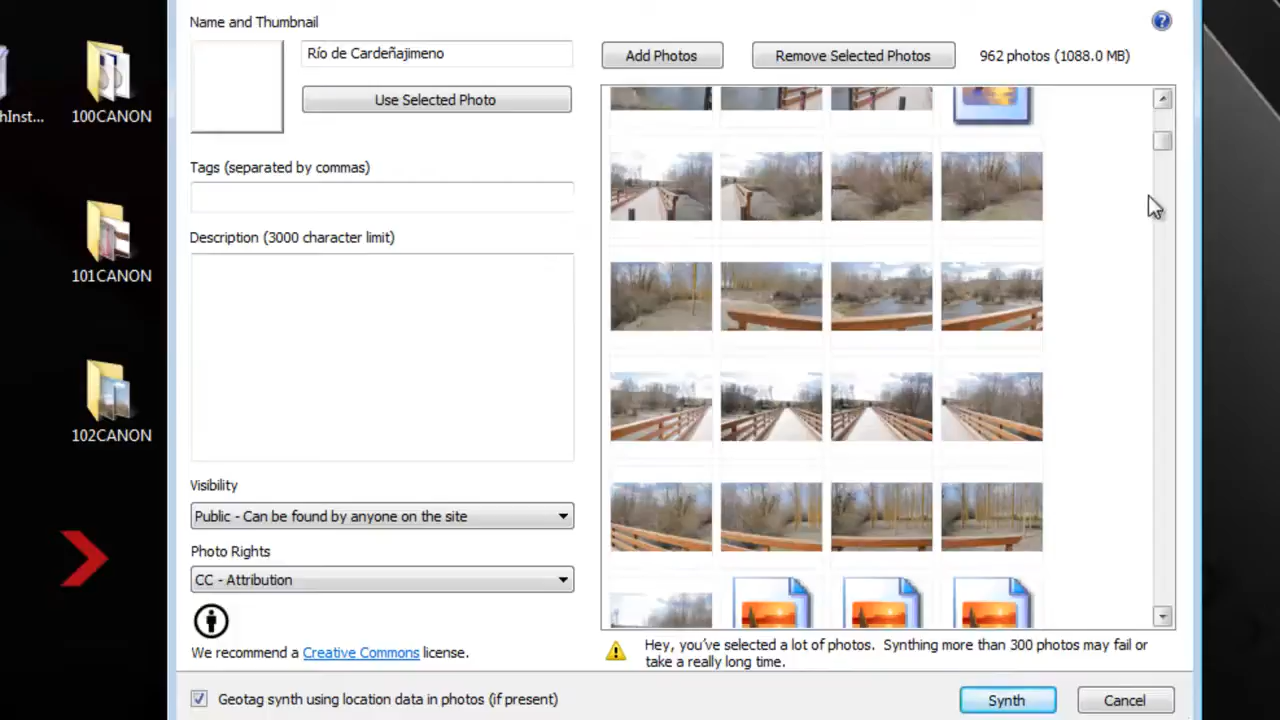 Name and Thumbnail
Río de Cardeñajimeno
Add Photos
Remove Selected Photos
962 photos (1088.0 MB)
100CANON
Use Selected Photo
Tags (separated by commas)
Description (3000 character limit)
101CANON
102CANON
Visibility
Public - Can be found by anyone on the site
Photo Rights
CC - Attribution
We recommend a Creative Commons license.
Hey, you've selected a lot of photos. Synthing more than 300 photos may fail or
take a really long time.
Geotag synth using location data in photos (if present)
Synth
Cancel